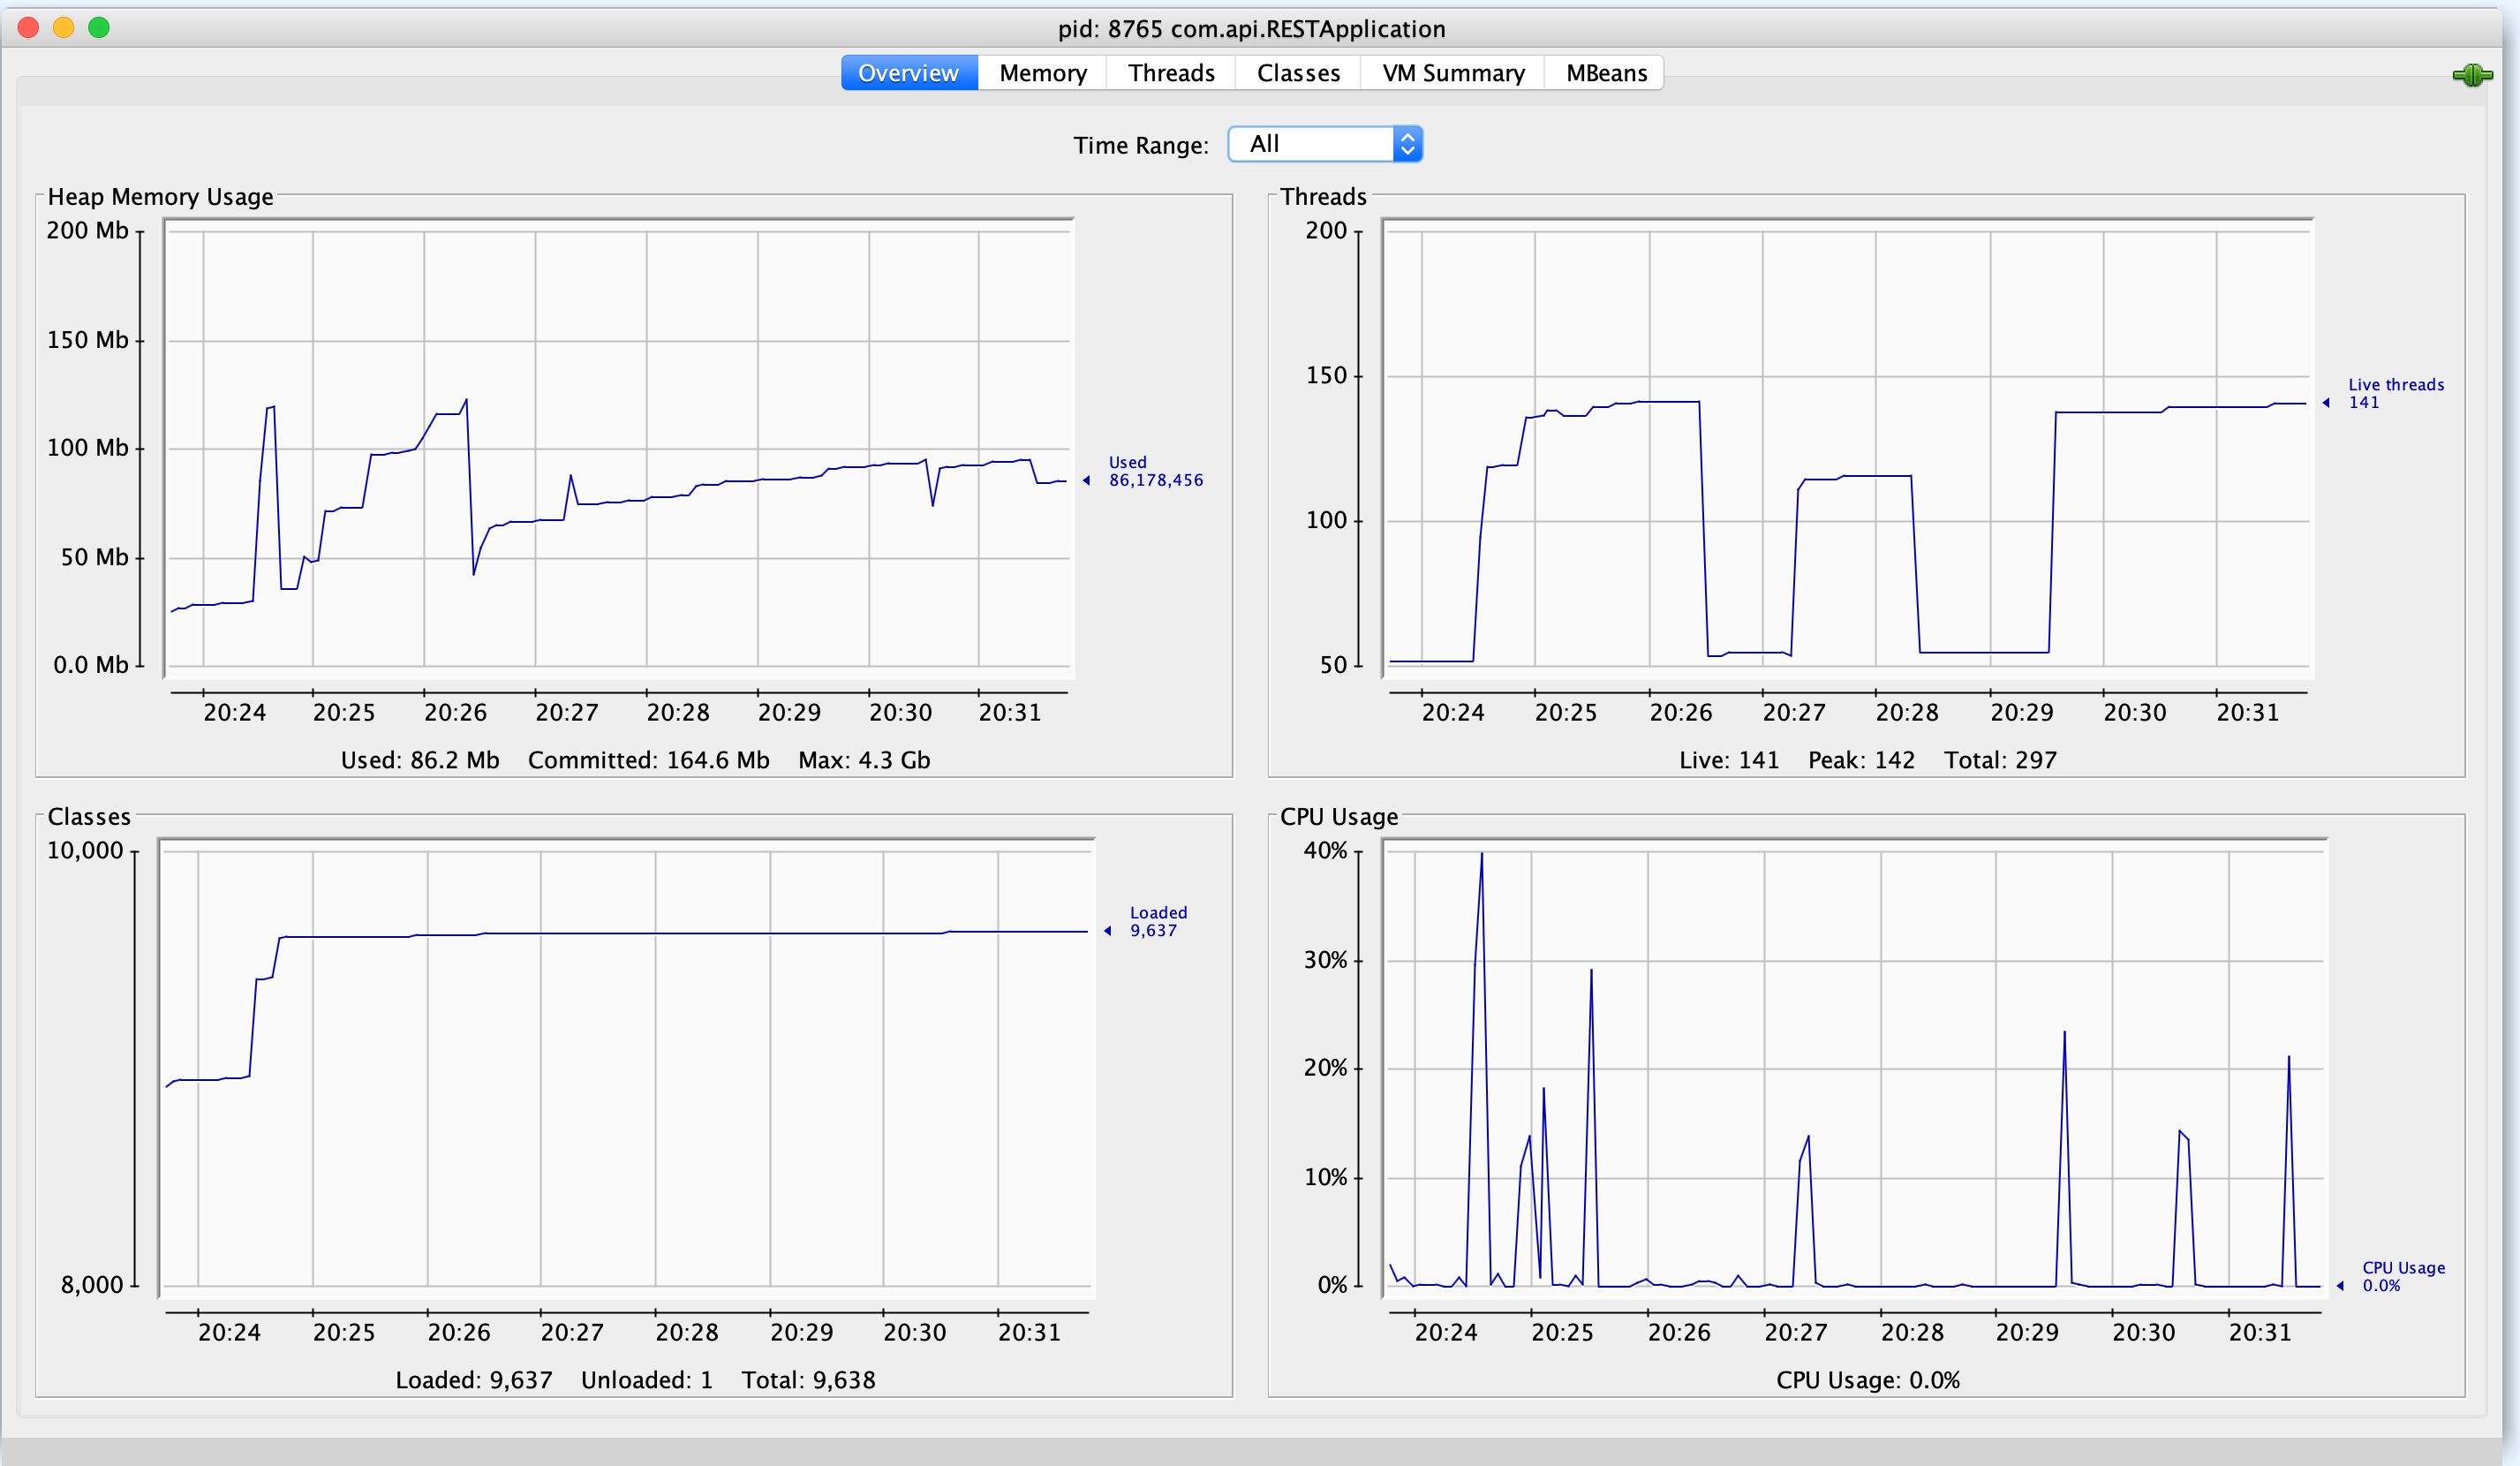 pid: 8765 com.api.RESTApplication
Overview Memory Threads Classes VM Summary MBeans
Time Range: All
Heap Memory Usage
200 Mb
150 Mb
100 Mb
50 Mb
0.0 Mb
Used
86,178,456
20:24 20:25 20:26 20:27 20:28 20:29 20:30 20:31
Used: 86.2 Mb Committed: 164.6 Mb Max: 4.3 Gb
Threads
200
150
100
50
Live threads
141
20:24 20:25 20:26 20:27 20:28 20:29 20:30 20:31
Live: 141 Peak: 142 Total: 297
Classes
10,000
8,000
Loaded
9,637
20:24 20:25 20:26 20:27 20:28 20:29 20:30 20:31
Loaded: 9,637 Unloaded: 1 Total: 9,638
CPU Usage
40%
30%
20%
10%
0%
CPU Usage
0.0%
20:24 20:25 20:26 20:27 20:28 20:29 20:30 20:31
CPU Usage: 0.0%